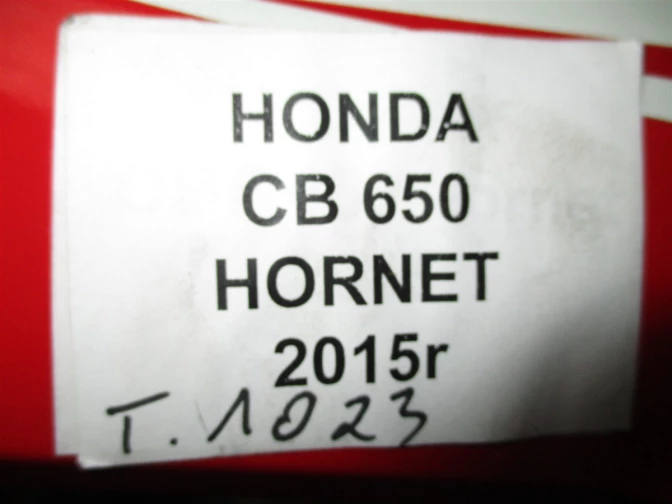 HONDA
CB 650
HORNET
2015r
T. 1023